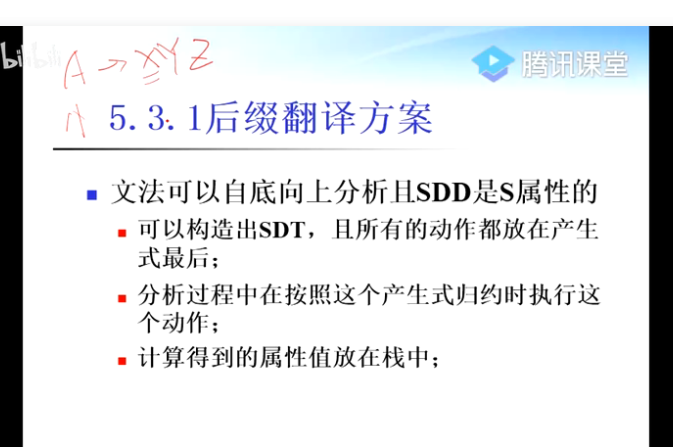 bilibili
A → XYZ
腾讯课堂
5.3.1后缀翻译方案
文法可以自底向上分析且SDD是S属性的
可以构造出SDT，且所有的动作都放在产生
式最后；
分析过程中在按照这个产生式归约时执行这
个动作；
计算得到的属性值放在栈中；